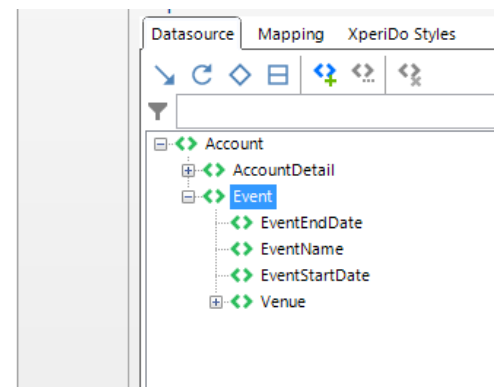 Datasource Mapping XperiDo Styles
Account
AccountDetail
Event
EventEndDate
EventName
EventStartDate
Venue